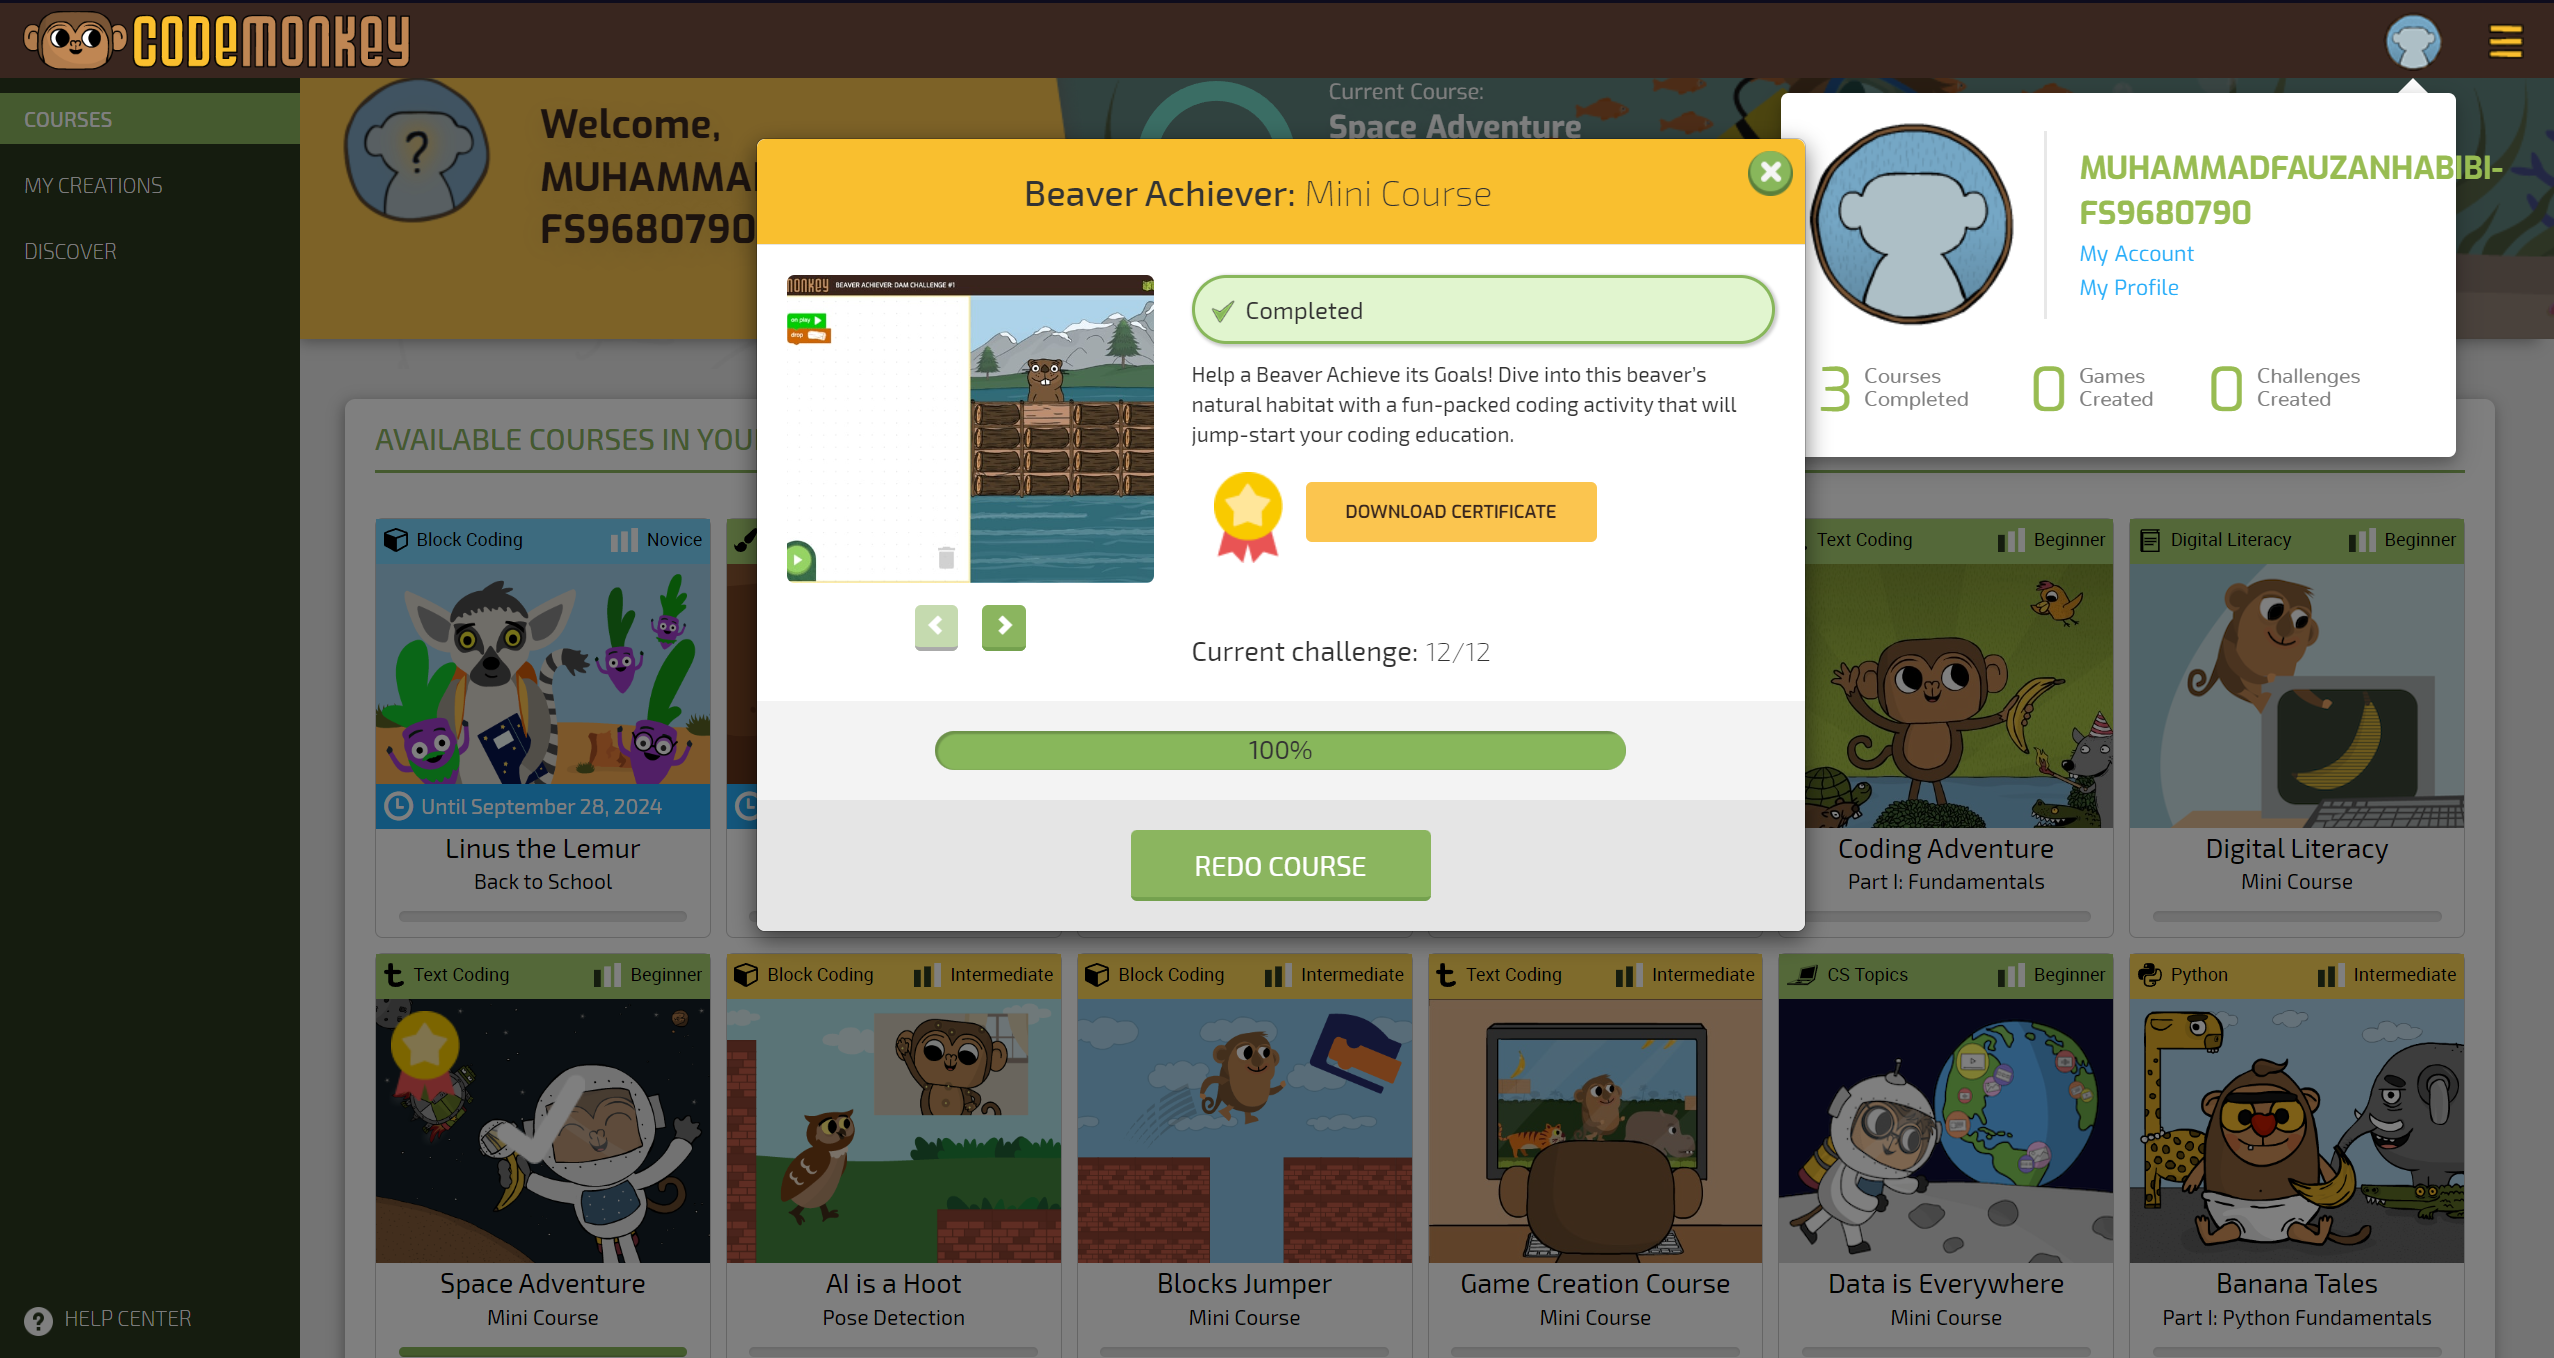 CODEMONKEY
COURSES
MY CREATIONS
DISCOVER
HELP CENTER
?
Welcome,
MUHAMMA
FS9680790
Current Course:
Space Adventure
MUHAMMADFAUZANHABIBI-
FS9680790
My Account
My Profile
3 Courses Completed
0 Games Created
0 Challenges Created
Beaver Achiever: Mini Course
monkey BEAVER ACHIEVER: DAM CHALLENGE #1
on play
drop
Completed
Help a Beaver Achieve its Goals! Dive into this beaver's
natural habitat with a fun-packed coding activity that will
jump-start your coding education.
DOWNLOAD CERTIFICATE
Current challenge: 12/12
100%
REDO COURSE
AVAILABLE COURSES IN YOU
Block Coding Novice
Until September 28, 2024
Linus the Lemur
Back to School
Text Coding Beginner
Coding Adventure
Part I: Fundamentals
Digital Literacy Beginner
Digital Literacy
Mini Course
Text Coding Beginner
Space Adventure
Mini Course
Block Coding Intermediate
AI is a Hoot
Pose Detection
Block Coding Intermediate
Blocks Jumper
Mini Course
Text Coding Intermediate
Game Creation Course
Mini Course
CS Topics Beginner
Data is Everywhere
Mini Course
Python Intermediate
Banana Tales
Part I: Python Fundamentals